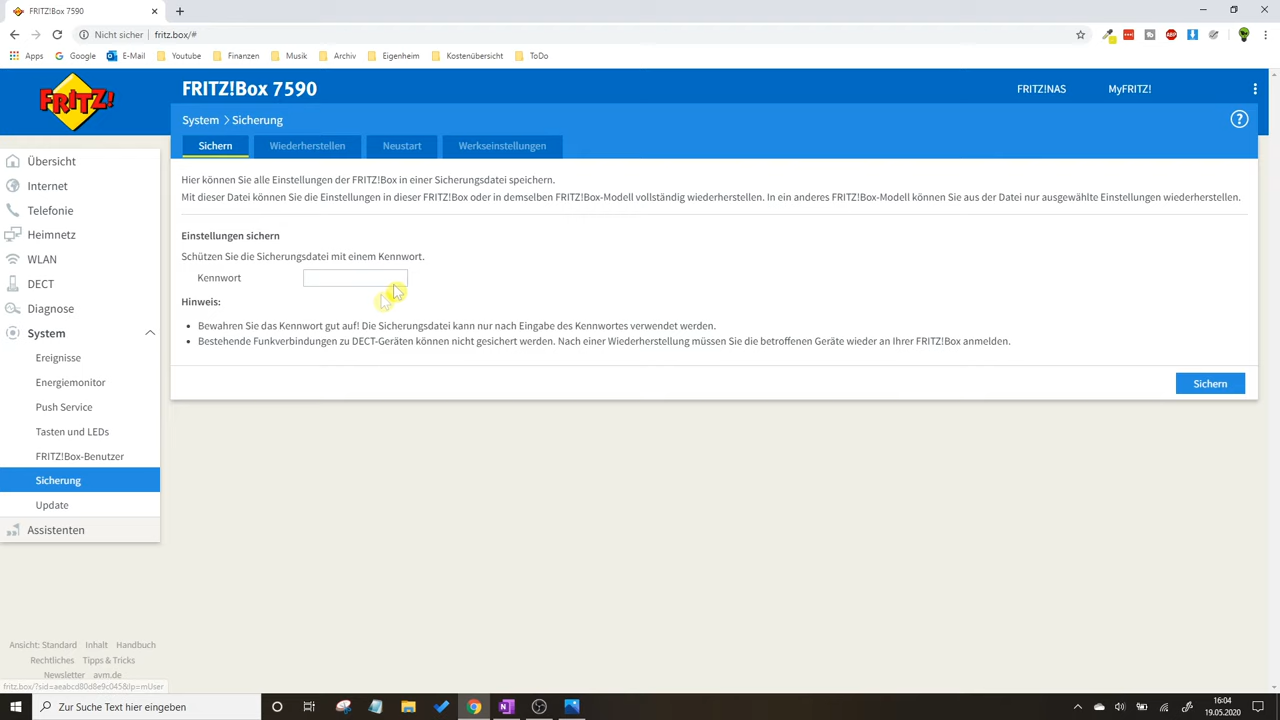 FRITZ!Box 7590
Nicht sicher
fritz.box/#
Apps
Google
E-Mail
Youtube
Finanzen
Musik
Archiv
Eigenheim
Kostenübersicht
ToDo
ABP
FRITZ!
FRITZ!Box 7590
FRITZ!NAS
MyFRITZ!
System > Sicherung
?
Sichern
Wiederherstellen
Neustart
Werkseinstellungen
Übersicht
Internet
Telefonie
Heimnetz
WLAN
DECT
Diagnose
System
Ereignisse
Energiemonitor
Push Service
Tasten und LEDs
FRITZ!Box-Benutzer
Sicherung
Update
Assistenten
Hier können Sie alle Einstellungen der FRITZ!Box in einer Sicherungsdatei speichern.
Mit dieser Datei können Sie die Einstellungen in dieser FRITZ!Box oder in demselben FRITZ!Box-Modell vollständig wiederherstellen. In ein anderes FRITZ!Box-Modell können Sie aus der Datei nur ausgewählte Einstellungen wiederherstellen.
Einstellungen sichern
Schützen Sie die Sicherungsdatei mit einem Kennwort.
Kennwort
Hinweis:
Bewahren Sie das Kennwort gut auf! Die Sicherungsdatei kann nur nach Eingabe des Kennwortes verwendet werden.
Bestehende Funkverbindungen zu DECT-Geräten können nicht gesichert werden. Nach einer Wiederherstellung müssen Sie die betroffenen Geräte wieder an Ihrer FRITZ!Box anmelden.
Sichern
Ansicht: Standard Inhalt Handbuch
Rechtliches Tipps & Tricks
Newsletter avm.de
fritz.box/?sid=aeabcd80d8e9c045&lp=mUser
Zur Suche Text hier eingeben
16:04
19.05.2020